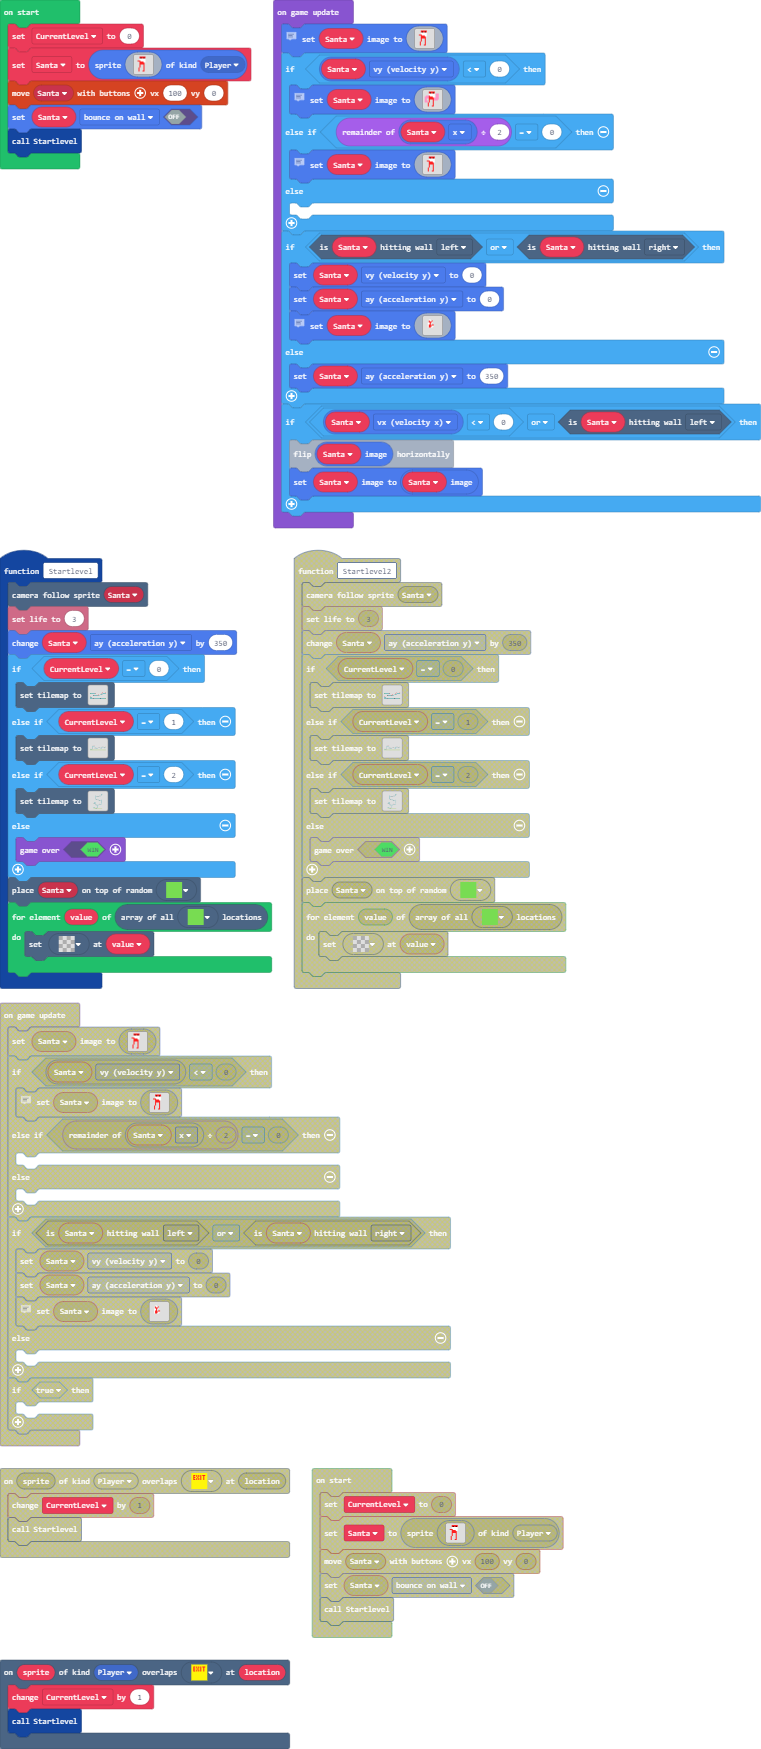 on start
set CurrentLevel to 0
set Santa to sprite of kind Player
move Santa with buttons vx 100 vy 0
set Santa bounce on wall OFF
call Startlevel
on game update
set Santa image to
if Santa vy (velocity y) < 0 then
set Santa image to
else if remainder of Santa x ÷ 2 = 0 then
set Santa image to
else
if is Santa hitting wall left or is Santa hitting wall right then
set Santa vy (velocity y) to 0
set Santa ay (acceleration y) to 0
set Santa image to
else
set Santa ay (acceleration y) to 350
if Santa vx (velocity x) < 0 or is Santa hitting wall left then
flip Santa image horizontally
set Santa image to Santa image
function Startlevel
camera follow sprite Santa
set life to 3
change Santa ay (acceleration y) by 350
if CurrentLevel = 0 then
set tilemap to
else if CurrentLevel = 1 then
set tilemap to
else if CurrentLevel = 2 then
set tilemap to
else
game over WIN
place Santa on top of random
for element value of array of all locations
do set at value
function Startlevel2
camera follow sprite Santa
set life to 3
change Santa ay (acceleration y) by 350
if CurrentLevel = 0 then
set tilemap to
else if CurrentLevel = 1 then
set tilemap to
else if CurrentLevel = 2 then
set tilemap to
else
game over WIN
place Santa on top of random
for element value of array of all locations
do set at value
on game update
set Santa image to
if Santa vy (velocity y) < 0 then
set Santa image to
else if remainder of Santa x ÷ 2 = 0 then
else
if is Santa hitting wall left or is Santa hitting wall right then
set Santa vy (velocity y) to 0
set Santa ay (acceleration y) to 0
set Santa image to
else
if true then
on sprite of kind Player overlaps EXIT at location
change CurrentLevel by 1
call Startlevel
on start
set CurrentLevel to 0
set Santa to sprite of kind Player
move Santa with buttons vx 100 vy 0
set Santa bounce on wall OFF
call Startlevel
on sprite of kind Player overlaps EXIT at location
change CurrentLevel by 1
call Startlevel